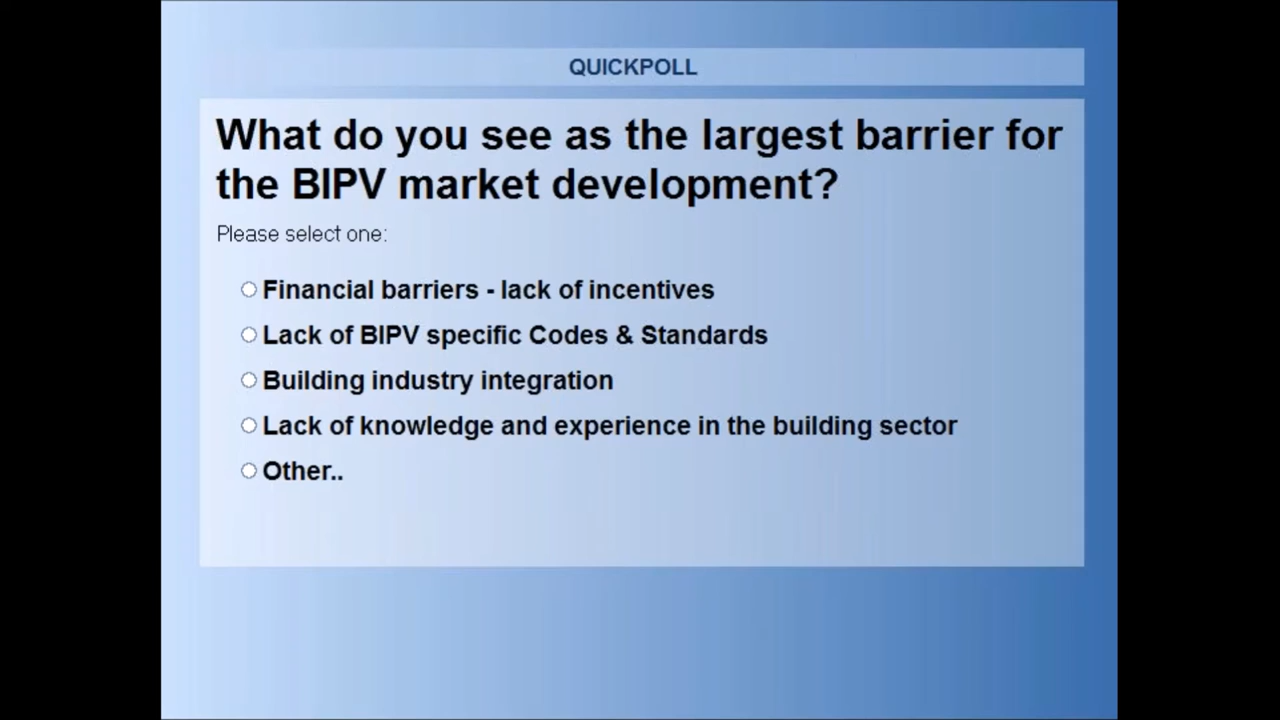 QUICKPOLL
What do you see as the largest barrier for
the BIPV market development?
Please select one:
Financial barriers - lack of incentives
Lack of BIPV specific Codes & Standards
Building industry integration
Lack of knowledge and experience in the building sector
Other..